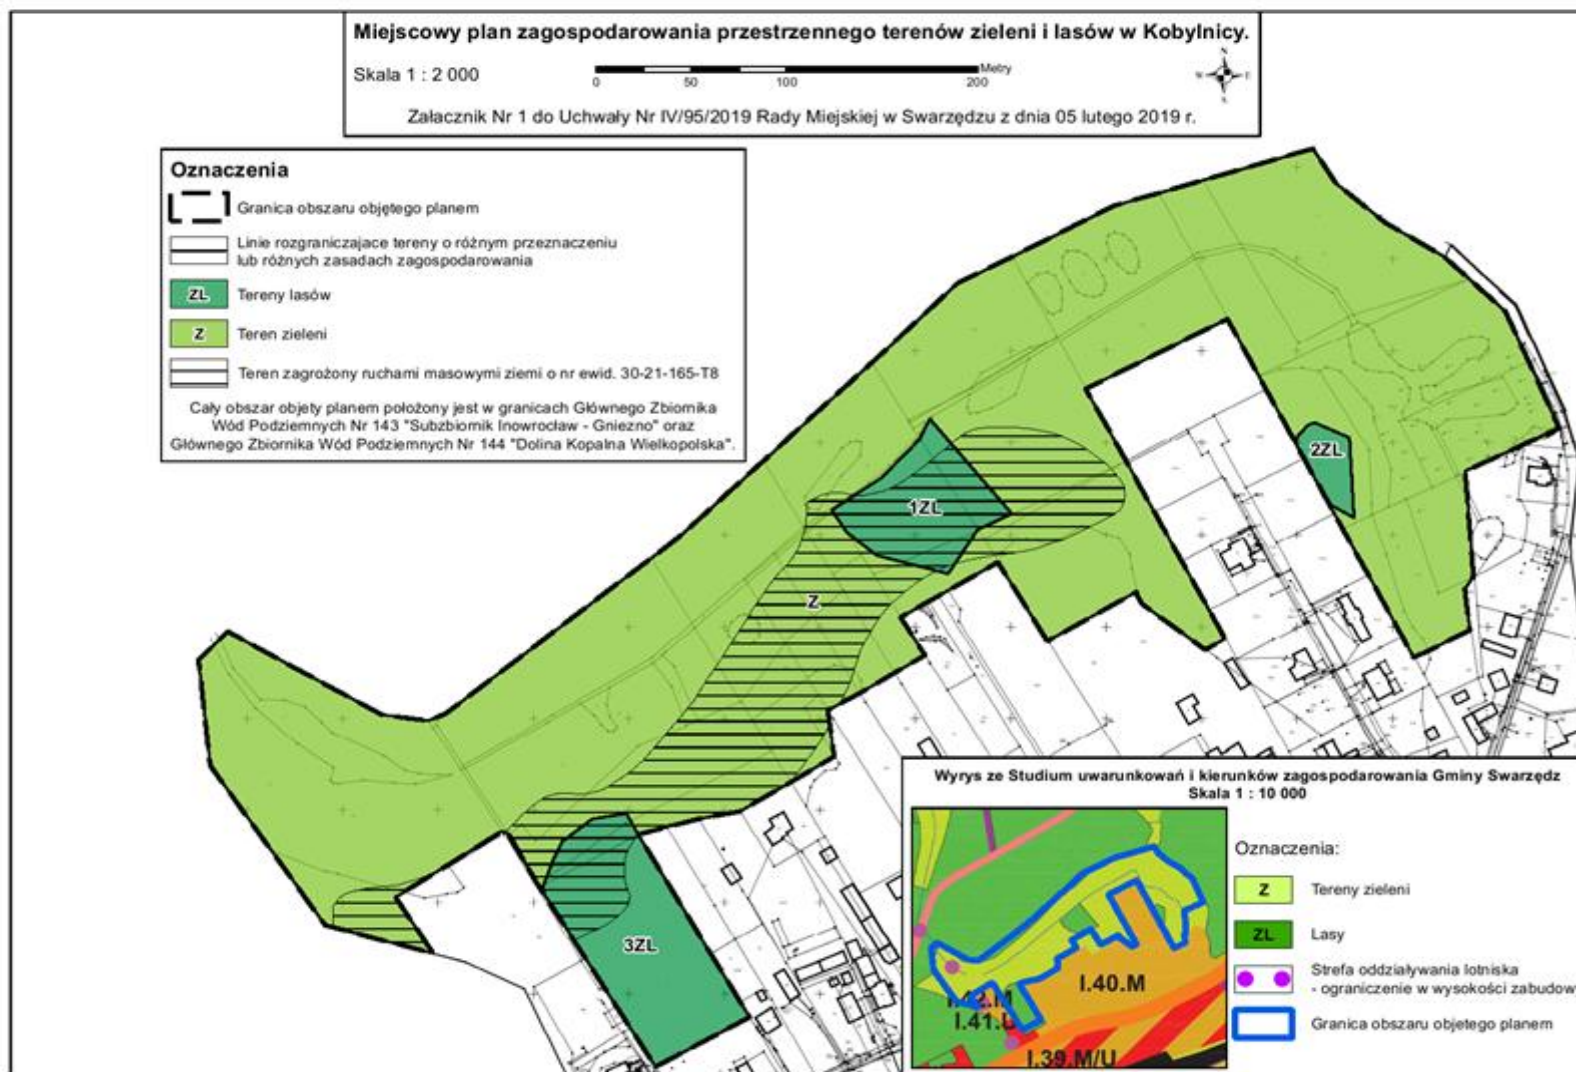 Miejscowy plan zagospodarowania przestrzennego terenów zieleni i lasów w Kobylnicy.
Skala 1 : 2 000
Metry
0 50 100 200
N
W E
S
Załacznik Nr 1 do Uchwały Nr IV/95/2019 Rady Miejskiej w Swarzędzu z dnia 05 lutego 2019 r.
Oznaczenia
Granica obszaru objętego planem
Linie rozgraniczajace tereny o różnym przeznaczeniu
lub różnych zasadach zagospodarowania
ZL Tereny lasów
Z Teren zieleni
Teren zagrożony ruchami masowymi ziemi o nr ewid. 30-21-165-T8
Cały obszar objety planem położony jest w granicach Głównego Zbiornika
Wód Podziemnych Nr 143 "Subzbiornik Inowrocław - Gniezno" oraz
Głównego Zbiornika Wód Podziemnych Nr 144 "Dolina Kopalna Wielkopolska".
2ZL
1ZL
Z
3ZL
Wyrys ze Studium uwarunkowań i kierunków zagospodarowania Gminy Swarzędz
Skala 1 : 10 000
Oznaczenia:
Z Tereny zieleni
ZL Lasy
Strefa oddziaływania lotniska
- ograniczenie w wysokości zabudow
Granica obszaru objetego planem
I.40.M
I.42.M
I.41.U
I.39.M/U